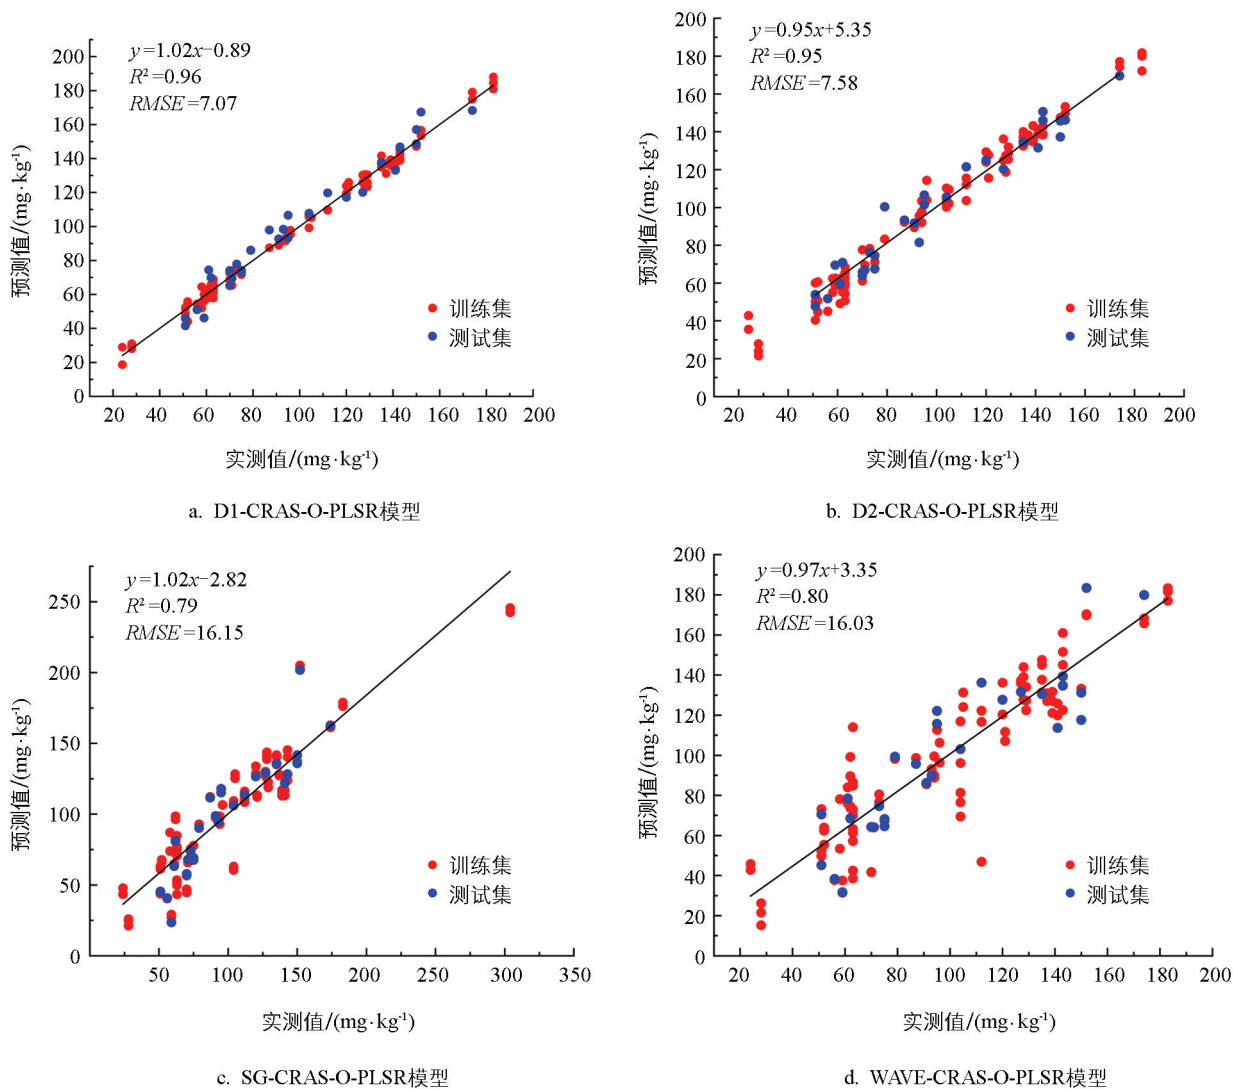 y=1.02x−0.89
R²=0.96
RMSE=7.07
预测值/(mg·kg⁻¹)
200
180
160
140
120
100
80
60
40
20
0
训练集
测试集
20 40 60 80 100 120 140 160 180 200
实测值/(mg·kg⁻¹)
a. D1-CRAS-O-PLSR模型
y=0.95x+5.35
R²=0.95
RMSE=7.58
预测值/(mg·kg⁻¹)
200
180
160
140
120
100
80
60
40
20
0
训练集
测试集
20 40 60 80 100 120 140 160 180 200
实测值/(mg·kg⁻¹)
b. D2-CRAS-O-PLSR模型
y=1.02x−2.82
R²=0.79
RMSE=16.15
预测值/(mg·kg⁻¹)
250
200
150
100
50
0
训练集
测试集
50 100 150 200 250 300 350
实测值/(mg·kg⁻¹)
c. SG-CRAS-O-PLSR模型
y=0.97x+3.35
R²=0.80
RMSE=16.03
预测值/(mg·kg⁻¹)
200
180
160
140
120
100
80
60
40
20
0
训练集
测试集
20 40 60 80 100 120 140 160 180 200
实测值/(mg·kg⁻¹)
d. WAVE-CRAS-O-PLSR模型